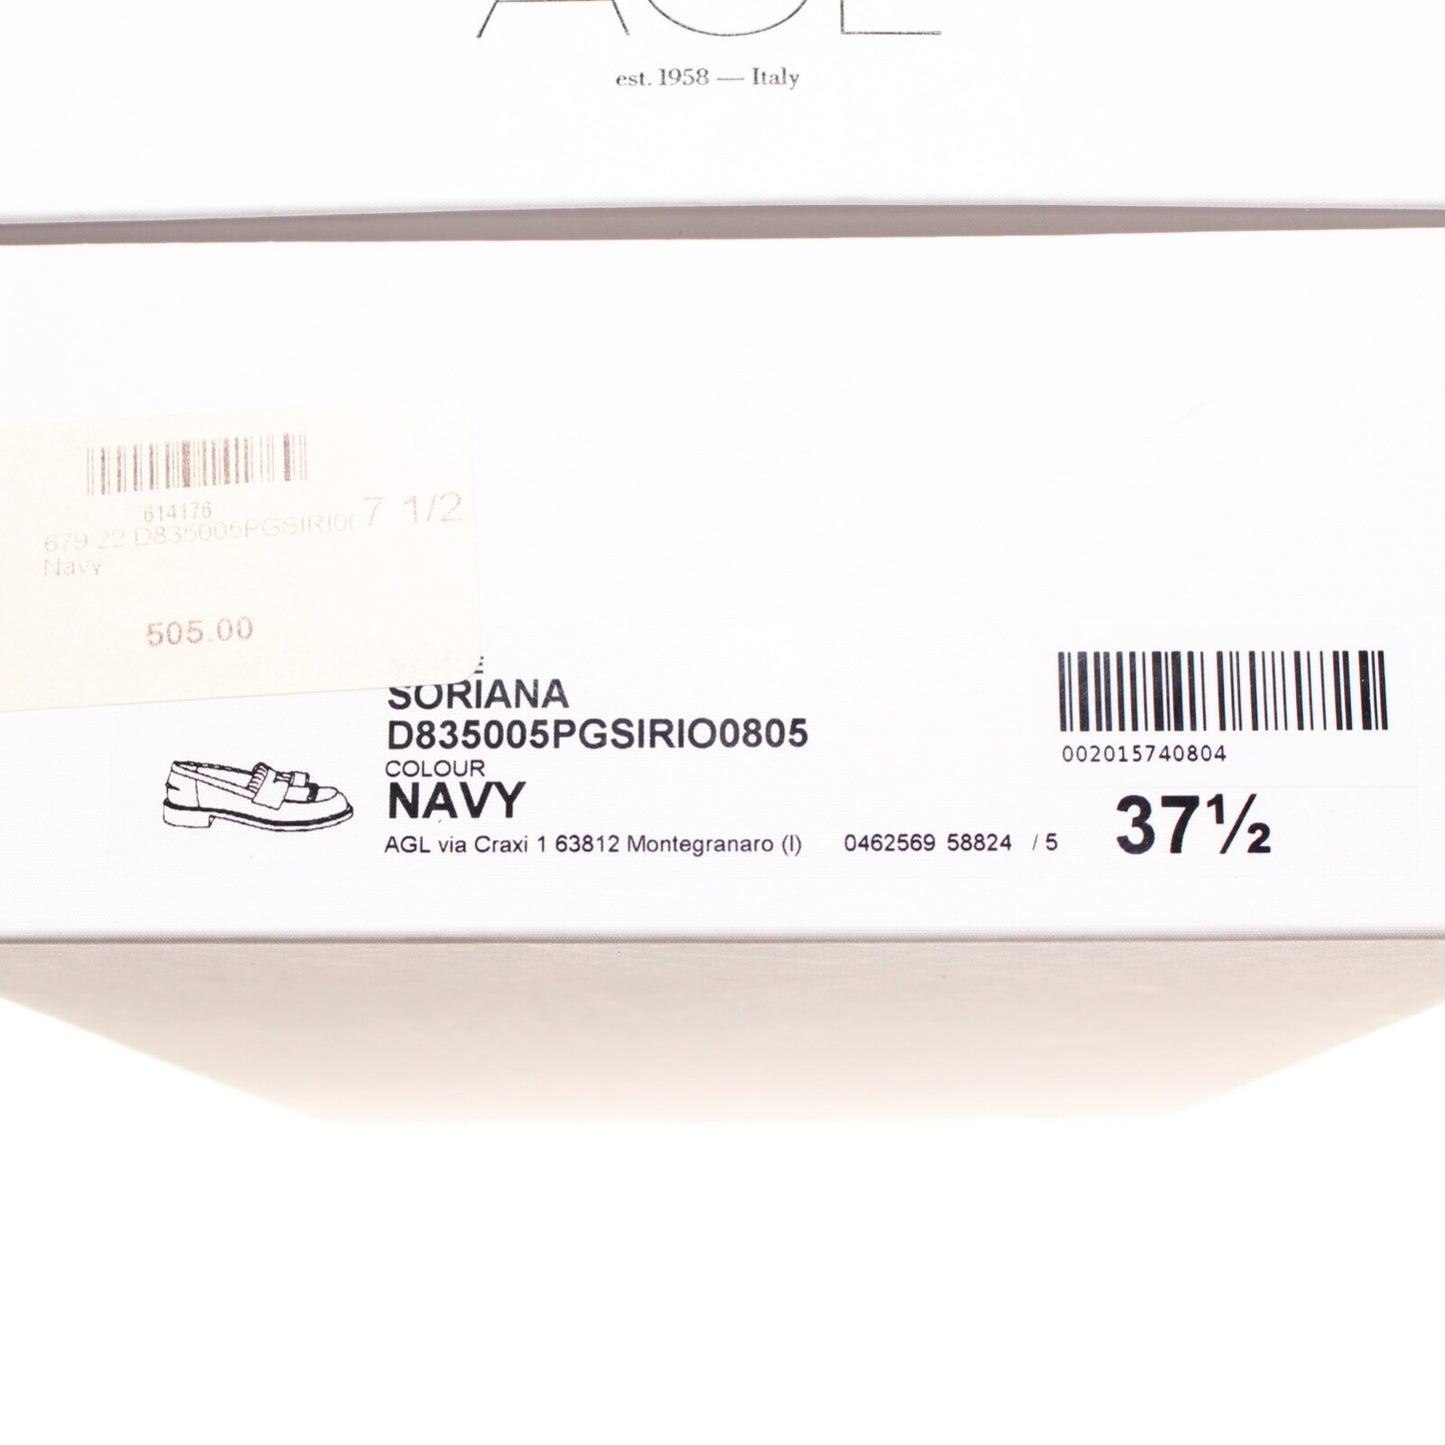 AGL
est. 1958 — Italy
614176
7 1/2
679 22 D835005PGSIRI0
Navy
505.00
SORIANA
D835005PGSIRIO0805
COLOUR
NAVY
AGL via Craxi 1 63812 Montegranaro (I) 0462569 58824 / 5
002015740804
37½